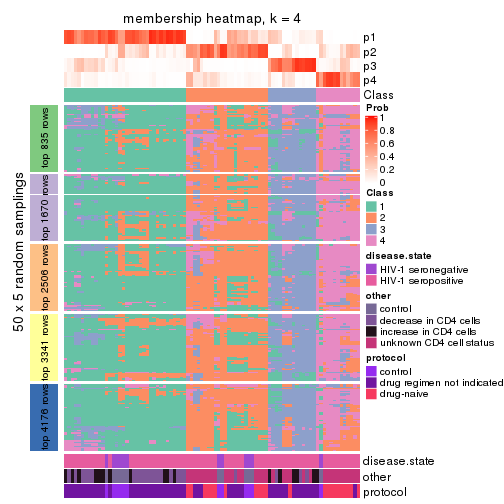 membership heatmap, k = 4
p1
p2
p3
p4
Class
50 x 5 random samplings
top 835 rows
rows
top 1670
top 2506 rows
top 3341 rows
top 4176 rows
disease.state
other
protocol
Prob
1
0.8
0.6
0.4
0.2
0
Class
1
2
3
4
disease.state
HIV-1 seronegative
HIV-1 seropositive
other
control
decrease in CD4 cells
increase in CD4 cells
unknown CD4 cell status
protocol
control
drug regimen not indicated
drug-naive